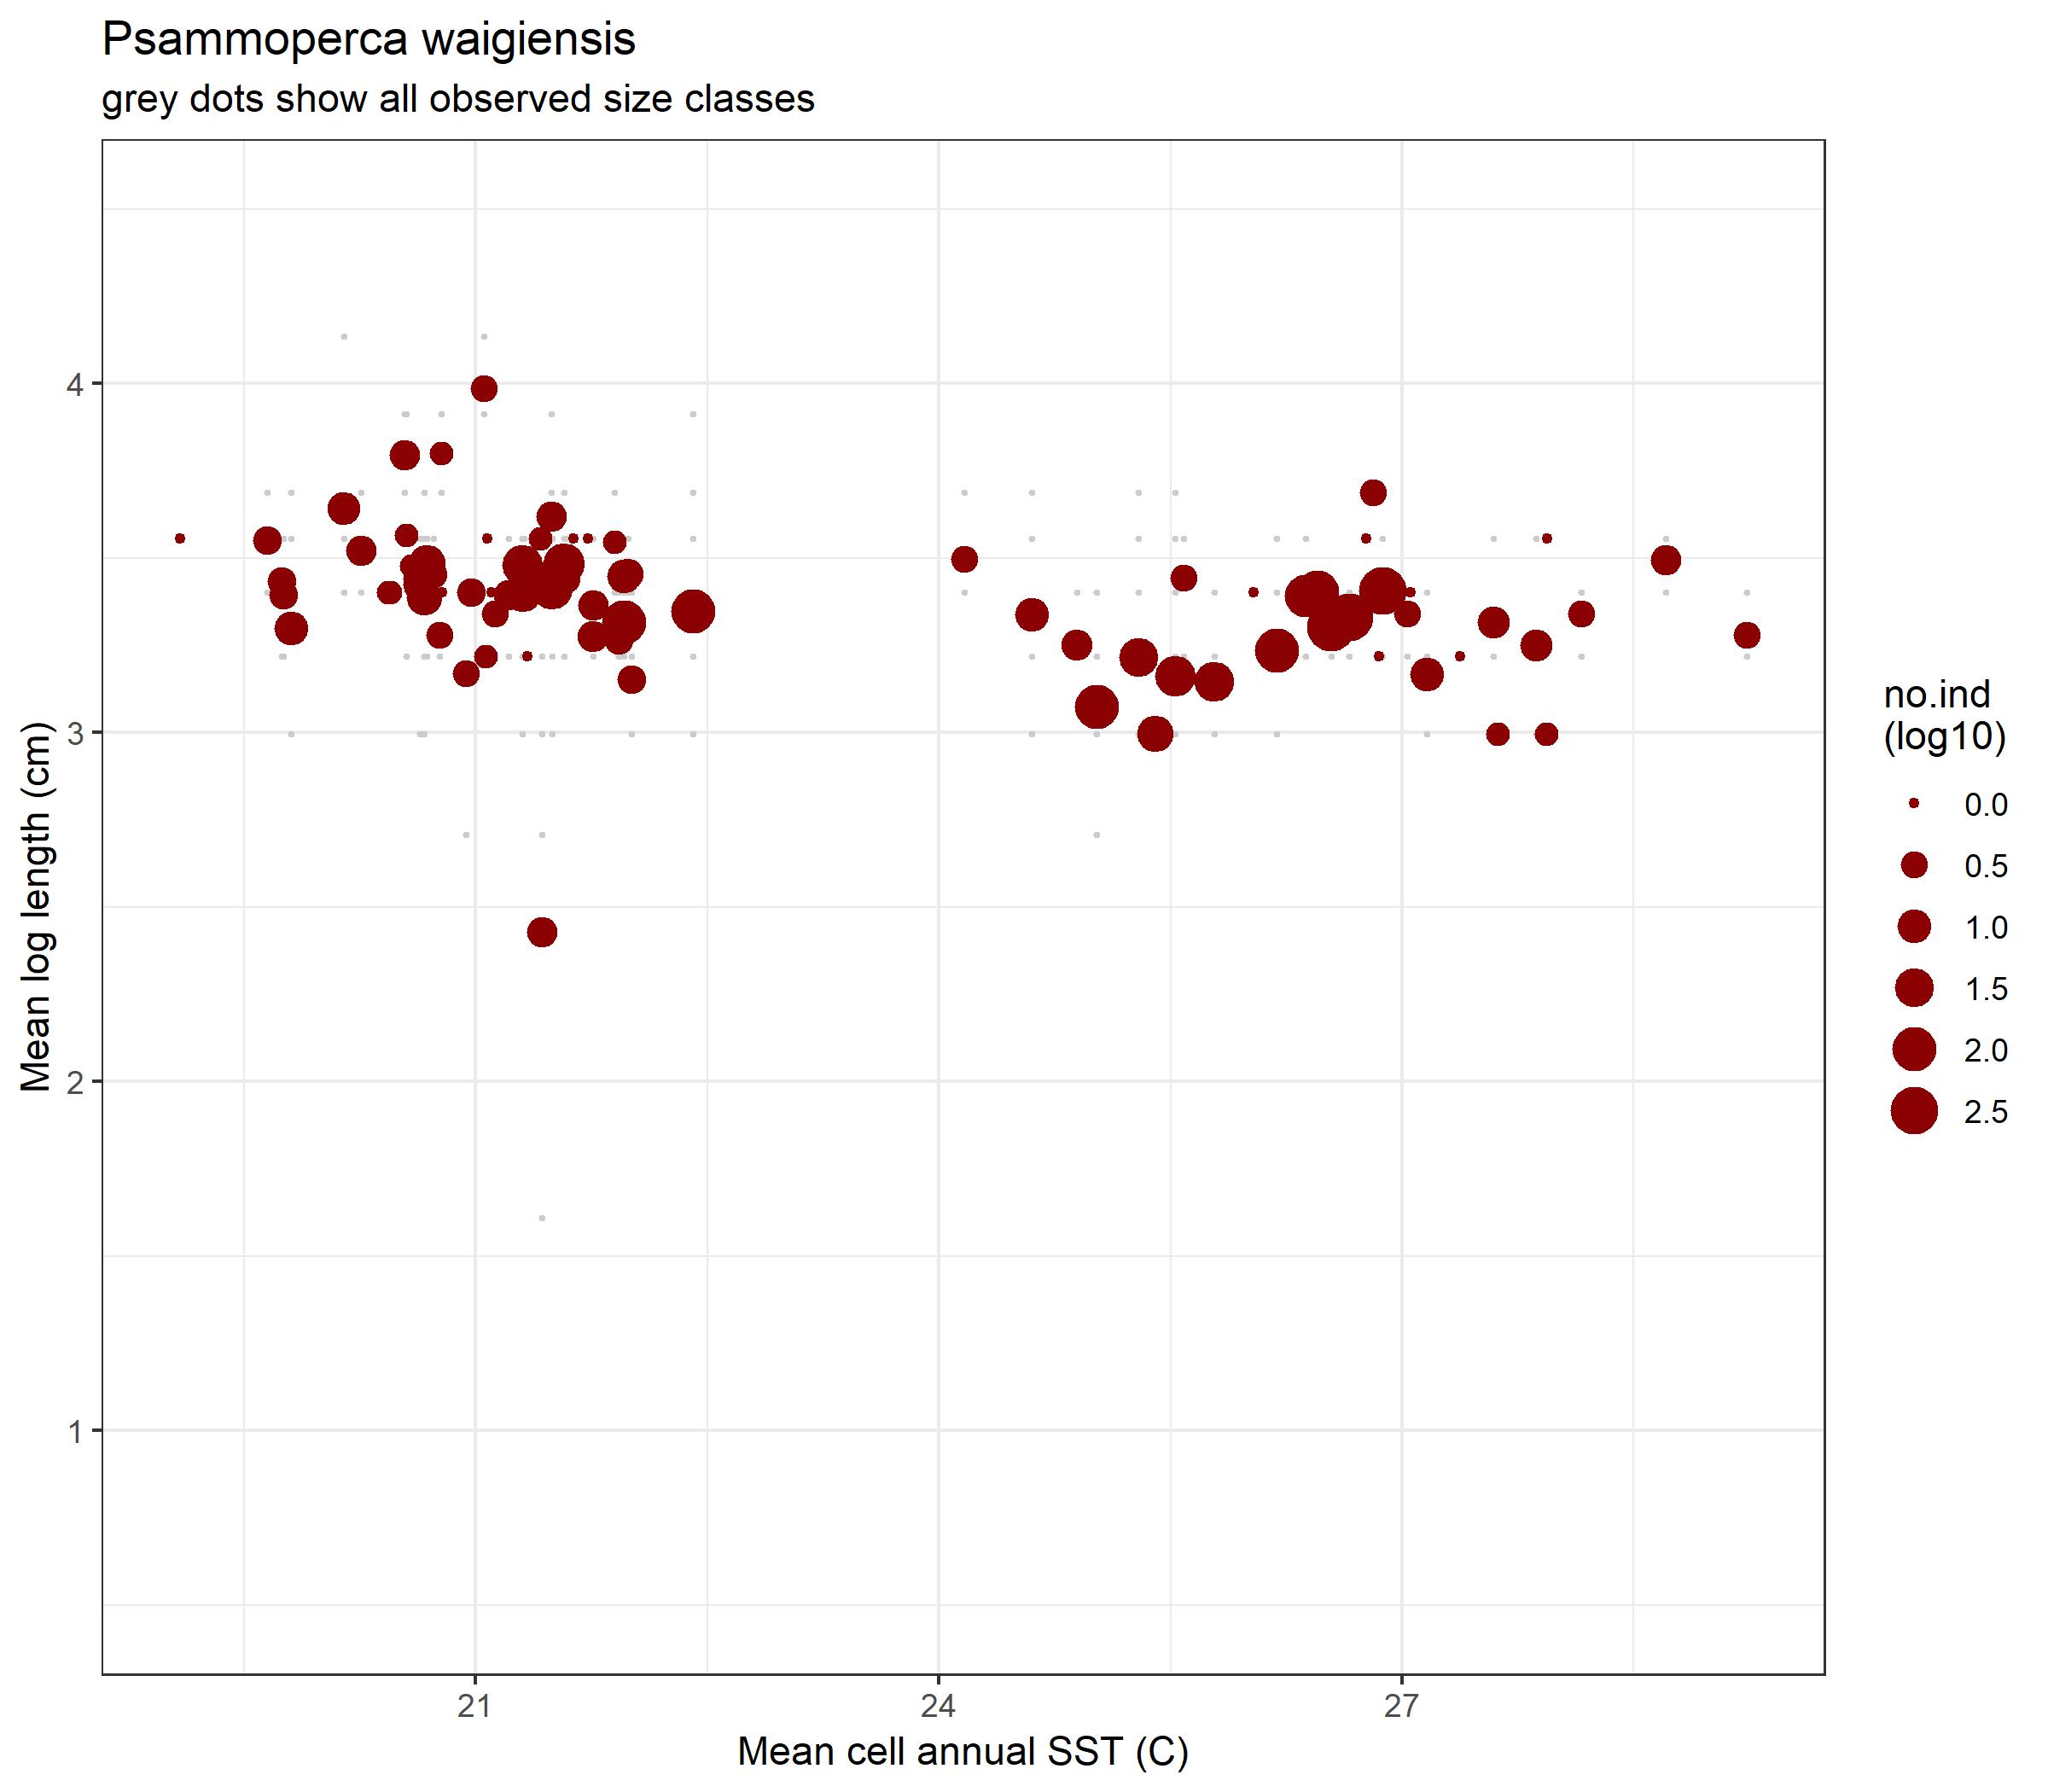 Psammoperca waigiensis
grey dots show all observed size classes
Mean log length (cm)
4
3
2
1
21
24
27
Mean cell annual SST (C)
no.ind
(log10)
0.0
0.5
1.0
1.5
2.0
2.5